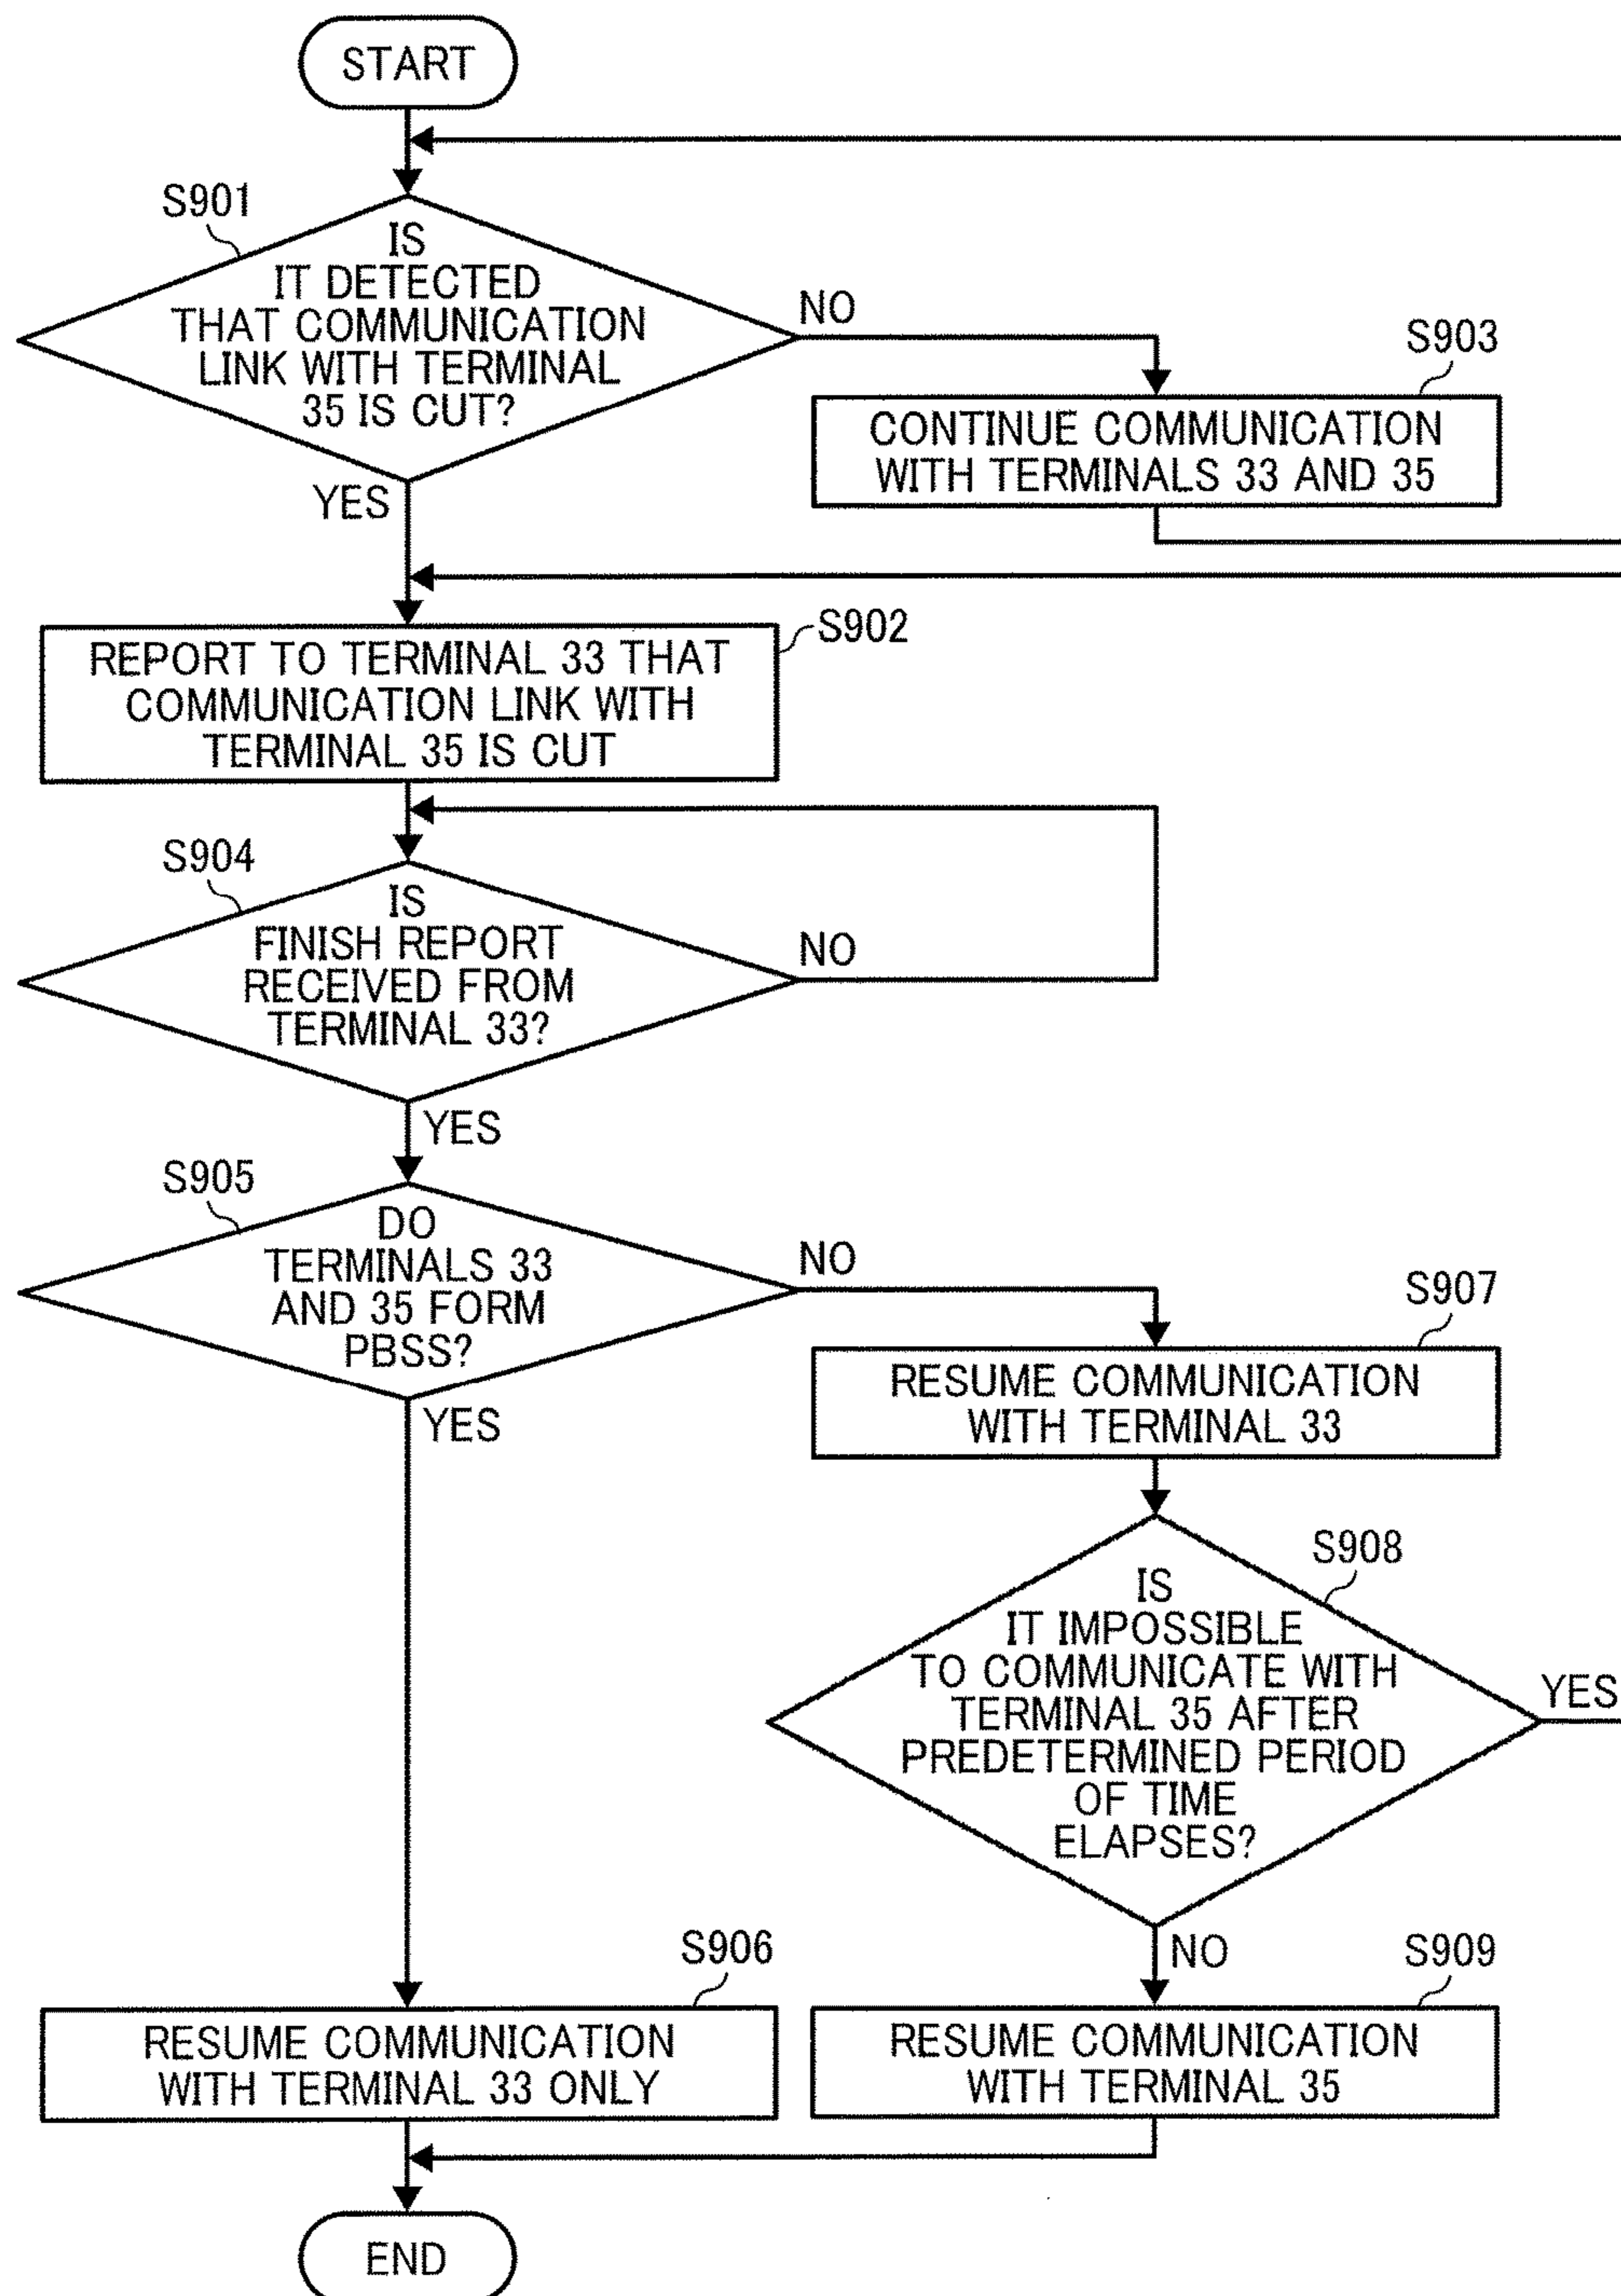 START
S901
IS
IT DETECTED
THAT COMMUNICATION
LINK WITH TERMINAL
35 IS CUT?
NO
YES
S903
CONTINUE COMMUNICATION
WITH TERMINALS 33 AND 35
S902
REPORT TO TERMINAL 33 THAT
COMMUNICATION LINK WITH
TERMINAL 35 IS CUT
S904
IS
FINISH REPORT
RECEIVED FROM
TERMINAL 33?
NO
YES
S905
DO
TERMINALS 33
AND 35 FORM
PBSS?
NO
YES
S907
RESUME COMMUNICATION
WITH TERMINAL 33
S908
IS
IT IMPOSSIBLE
TO COMMUNICATE WITH
TERMINAL 35 AFTER
PREDETERMINED PERIOD
OF TIME
ELAPSES?
YES
NO
S906
RESUME COMMUNICATION
WITH TERMINAL 33 ONLY
S909
RESUME COMMUNICATION
WITH TERMINAL 35
END